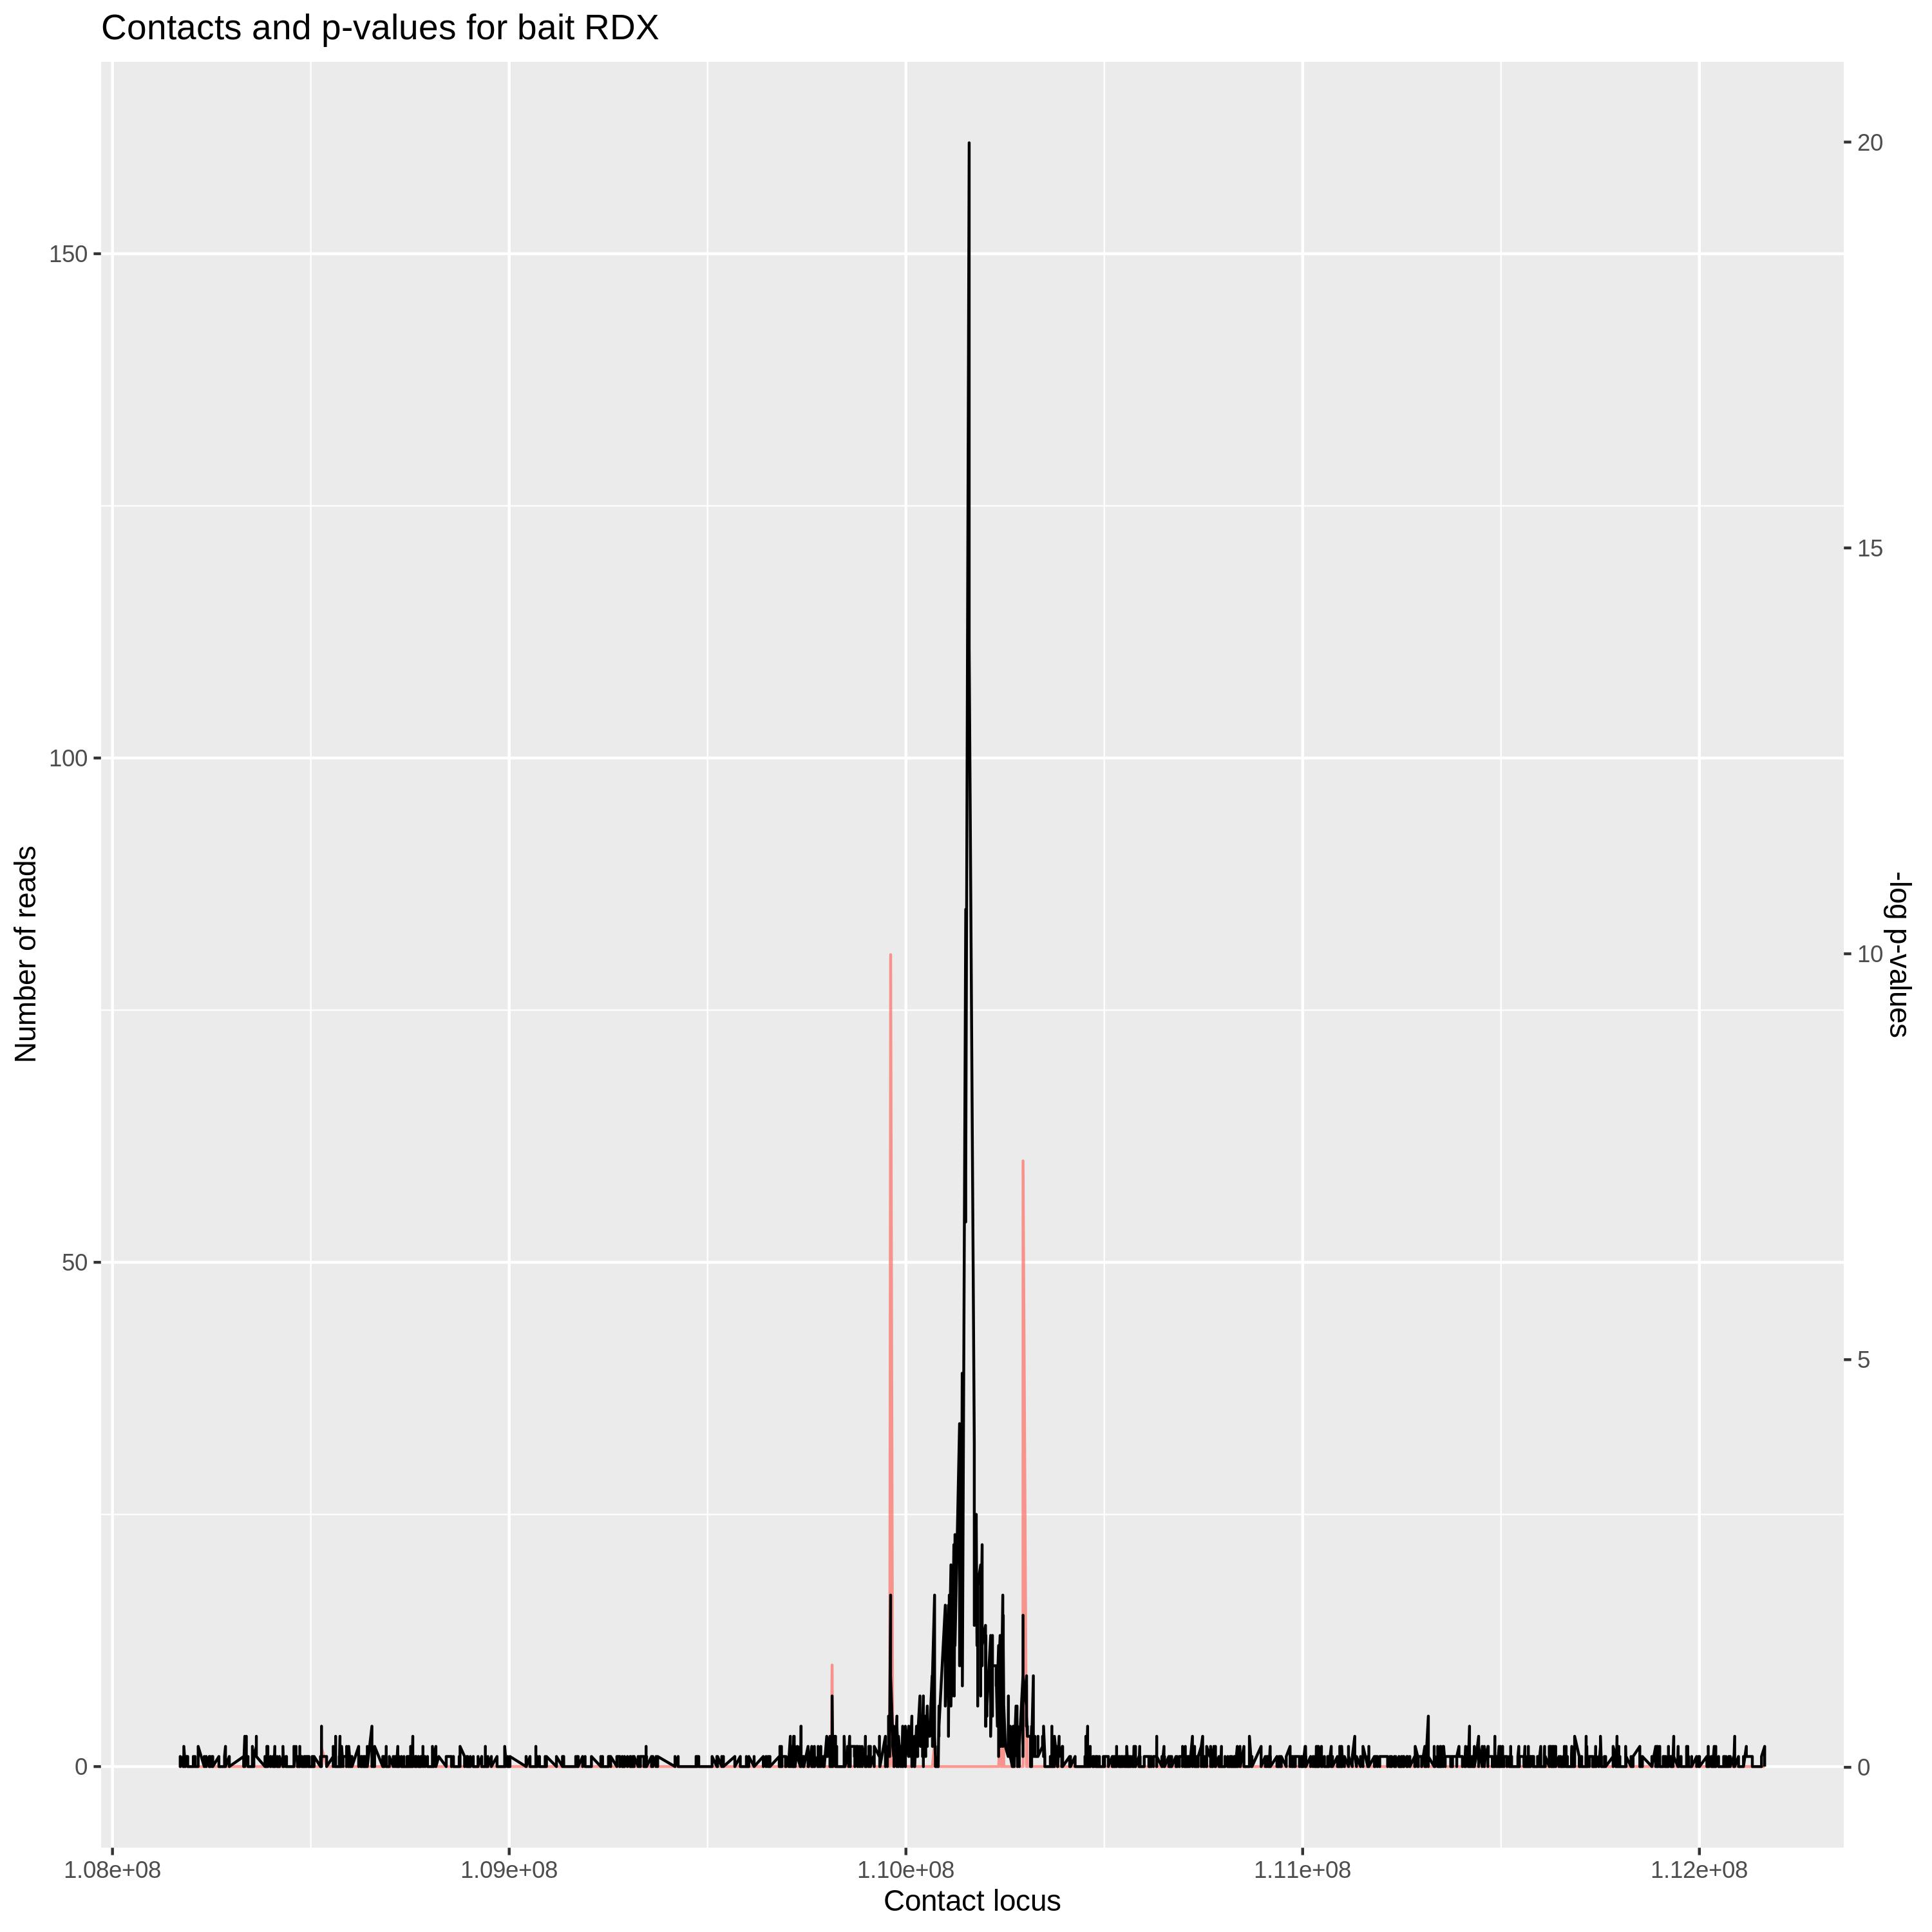 Contacts and p-values for bait RDX
Number of reads
150
100
50
0
20
15
10
5
0
-log p-values
1.08e+08 1.09e+08 1.10e+08 1.11e+08 1.12e+08
Contact locus